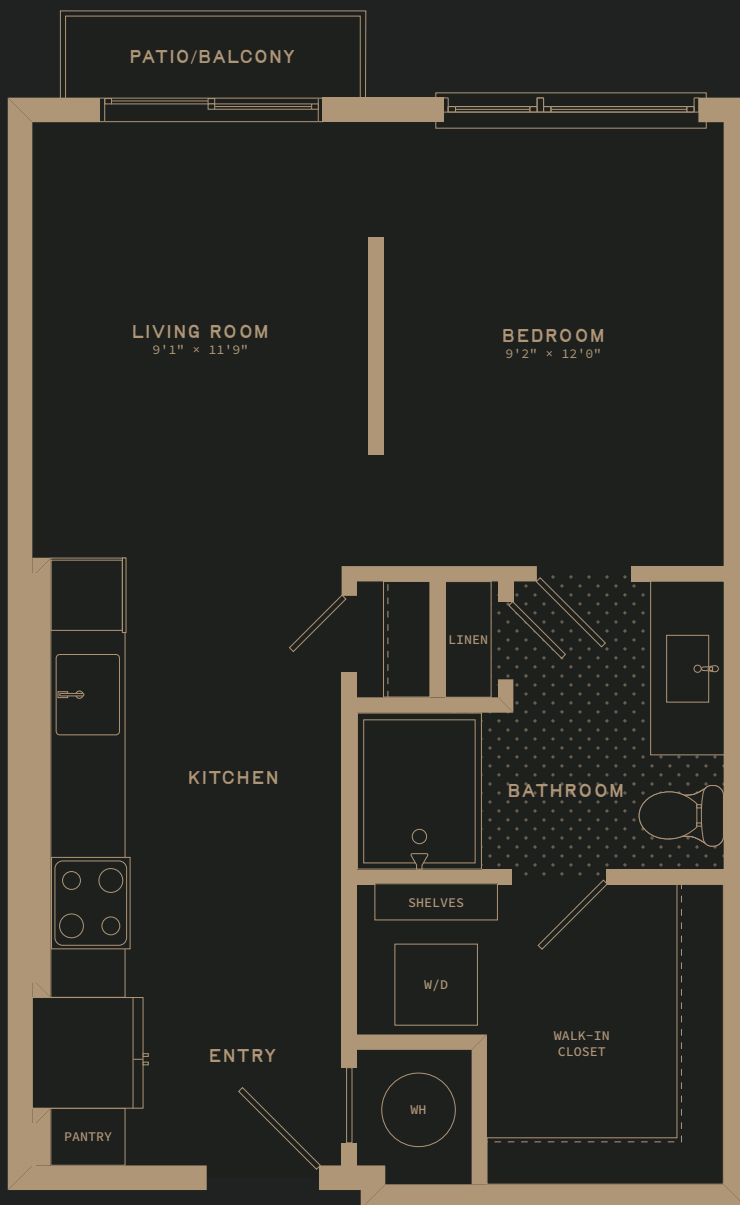 PATIO/BALCONY
LIVING ROOM
9'1" × 11'9"
BEDROOM
9'2" × 12'0"
LINEN
KITCHEN
BATHROOM
SHELVES
W/D
ENTRY
WALK-IN
CLOSET
WH
PANTRY